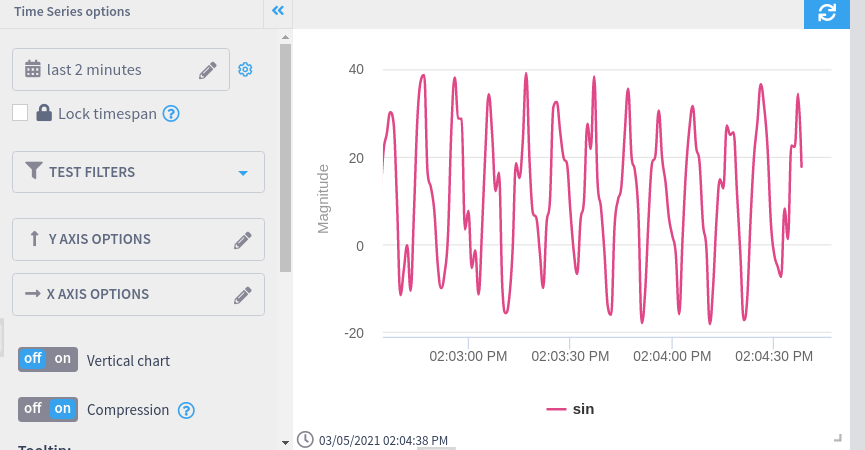 Time Series options
last 2 minutes
Lock timespan ?
TEST FILTERS
Y AXIS OPTIONS
X AXIS OPTIONS
off on Vertical chart
off on Compression ?
Tooltip:
40
20
0
-20
Magnitude
02:03:00 PM 02:03:30 PM 02:04:00 PM 02:04:30 PM
sin
03/05/2021 02:04:38 PM